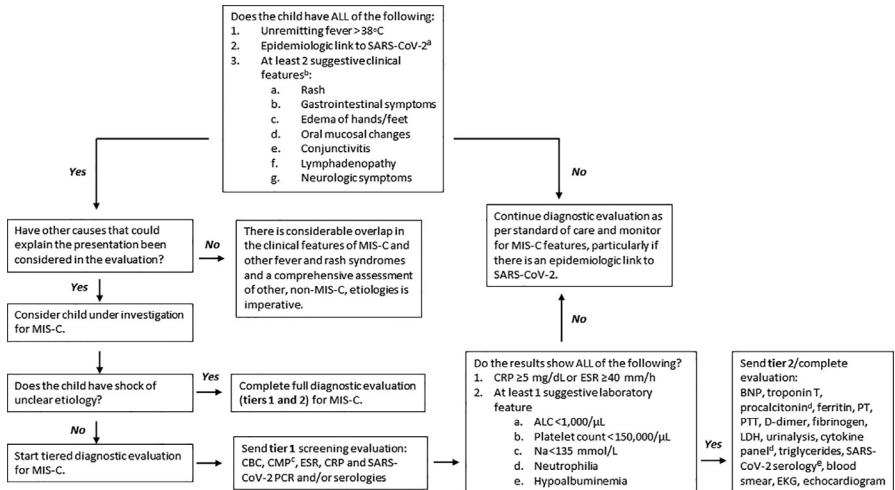 Does the child have ALL of the following:
1. Unremitting fever >38°C
2. Epidemiologic link to SARS-CoV-2a
3. At least 2 suggestive clinical
featuresb:
a. Rash
b. Gastrointestinal symptoms
c. Edema of hands/feet
d. Oral mucosal changes
e. Conjunctivitis
f. Lymphadenopathy
g. Neurologic symptoms
Yes
No
Have other causes that could
explain the presentation been
considered in the evaluation?
No
There is considerable overlap in
the clinical features of MIS-C and
other fever and rash syndromes
and a comprehensive assessment
of other, non-MIS-C, etiologies is
imperative.
Continue diagnostic evaluation as
per standard of care and monitor
for MIS-C features, particularly if
there is an epidemiologic link to
SARS-CoV-2.
Yes
Consider child under investigation
for MIS-C.
No
Does the child have shock of
unclear etiology?
Yes
Complete full diagnostic evaluation
(tiers 1 and 2) for MIS-C.
No
Start tiered diagnostic evaluation
for MIS-C.
Send tier 1 screening evaluation:
CBC, CMPc, ESR, CRP and SARS-
CoV-2 PCR and/or serologies
Do the results show ALL of the following?
1. CRP ≥5 mg/dL or ESR ≥40 mm/h
2. At least 1 suggestive laboratory
feature
a. ALC <1,000/µL
b. Platelet count <150,000/µL
c. Na <135 mmol/L
d. Neutrophilia
e. Hypoalbuminemia
Yes
Send tier 2/complete
evaluation:
BNP, troponin T,
procalcitonind, ferritin, PT,
PTT, D-dimer, fibrinogen,
LDH, urinalysis, cytokine
paneld, triglycerides, SARS-
CoV-2 serologye, blood
smear, EKG, echocardiogram